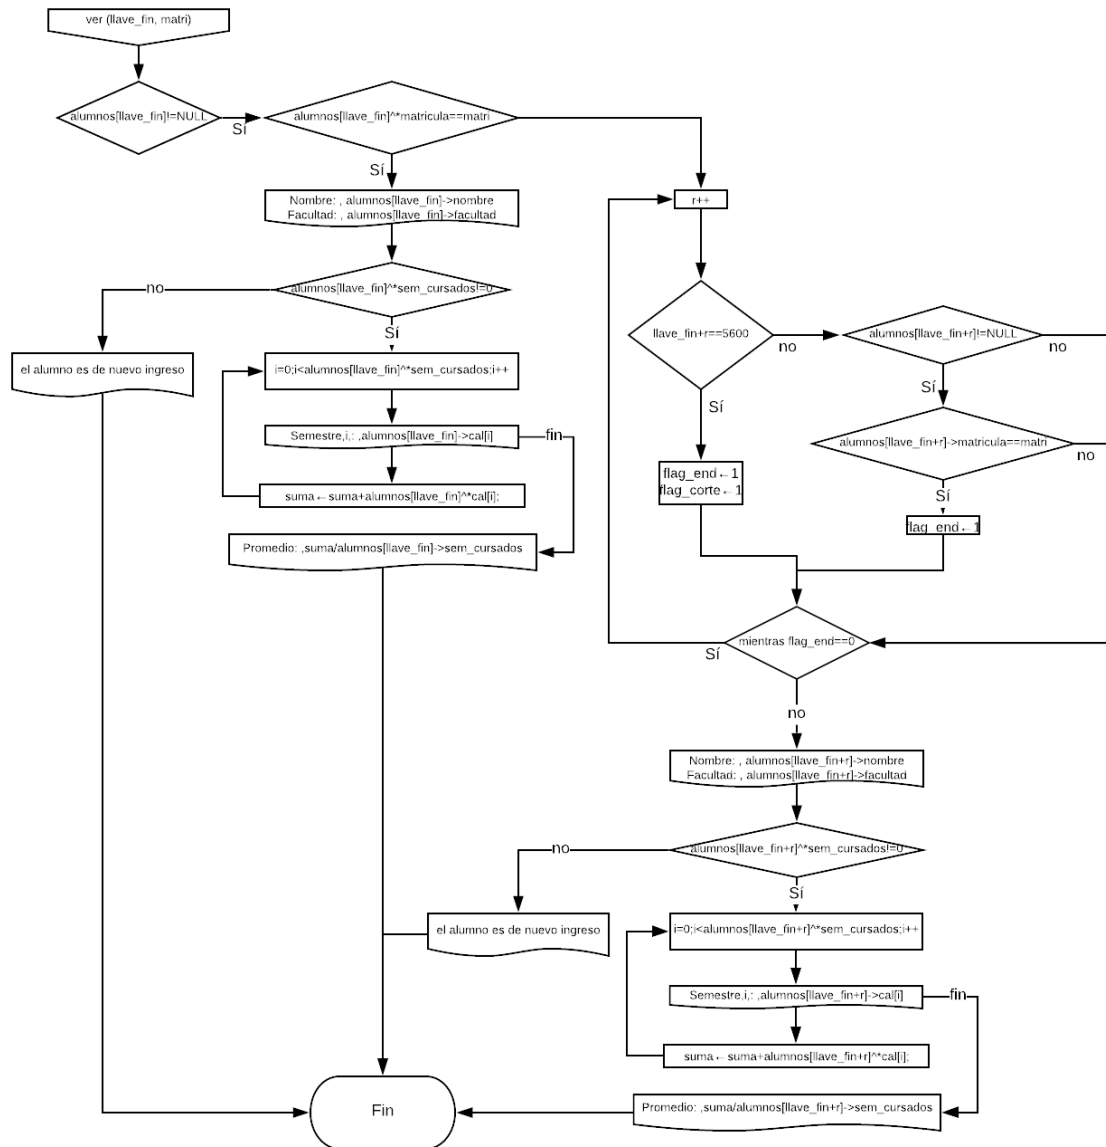 ver (llave_fin, matri)
alumnos[llave_fin]!=NULL
Sí
alumnos[llave_fin]^*matricula==matri
Sí
Nombre: , alumnos[llave_fin]->nombre
Facultad: , alumnos[llave_fin]->facultad
alumnos[llave_fin]^*sem_cursados!=0
no
Sí
el alumno es de nuevo ingreso
i=0;i<alumnos[llave_fin]^*sem_cursados;i++
Semestre,i,: ,alumnos[llave_fin]->cal[i]
fin
suma←suma+alumnos[llave_fin]^*cal[i];
Promedio: ,suma/alumnos[llave_fin]->sem_cursados
r++
llave_fin+r==5600
no
Sí
alumnos[llave_fin+r]!=NULL
no
Sí
alumnos[llave_fin+r]->matricula==matri
no
Sí
flag_end←1
flag_corte←1
flag_end←1
mientras flag_end==0
Sí
no
Nombre: , alumnos[llave_fin+r]->nombre
Facultad: , alumnos[llave_fin+r]->facultad
alumnos[llave_fin+r]^*sem_cursados!=0
no
Sí
el alumno es de nuevo ingreso
i=0;i<alumnos[llave_fin+r]^*sem_cursados;i++
Semestre,i,: ,alumnos[llave_fin+r]->cal[i]
fin
suma←suma+alumnos[llave_fin+r]^*cal[i];
Promedio: ,suma/alumnos[llave_fin+r]->sem_cursados
Fin